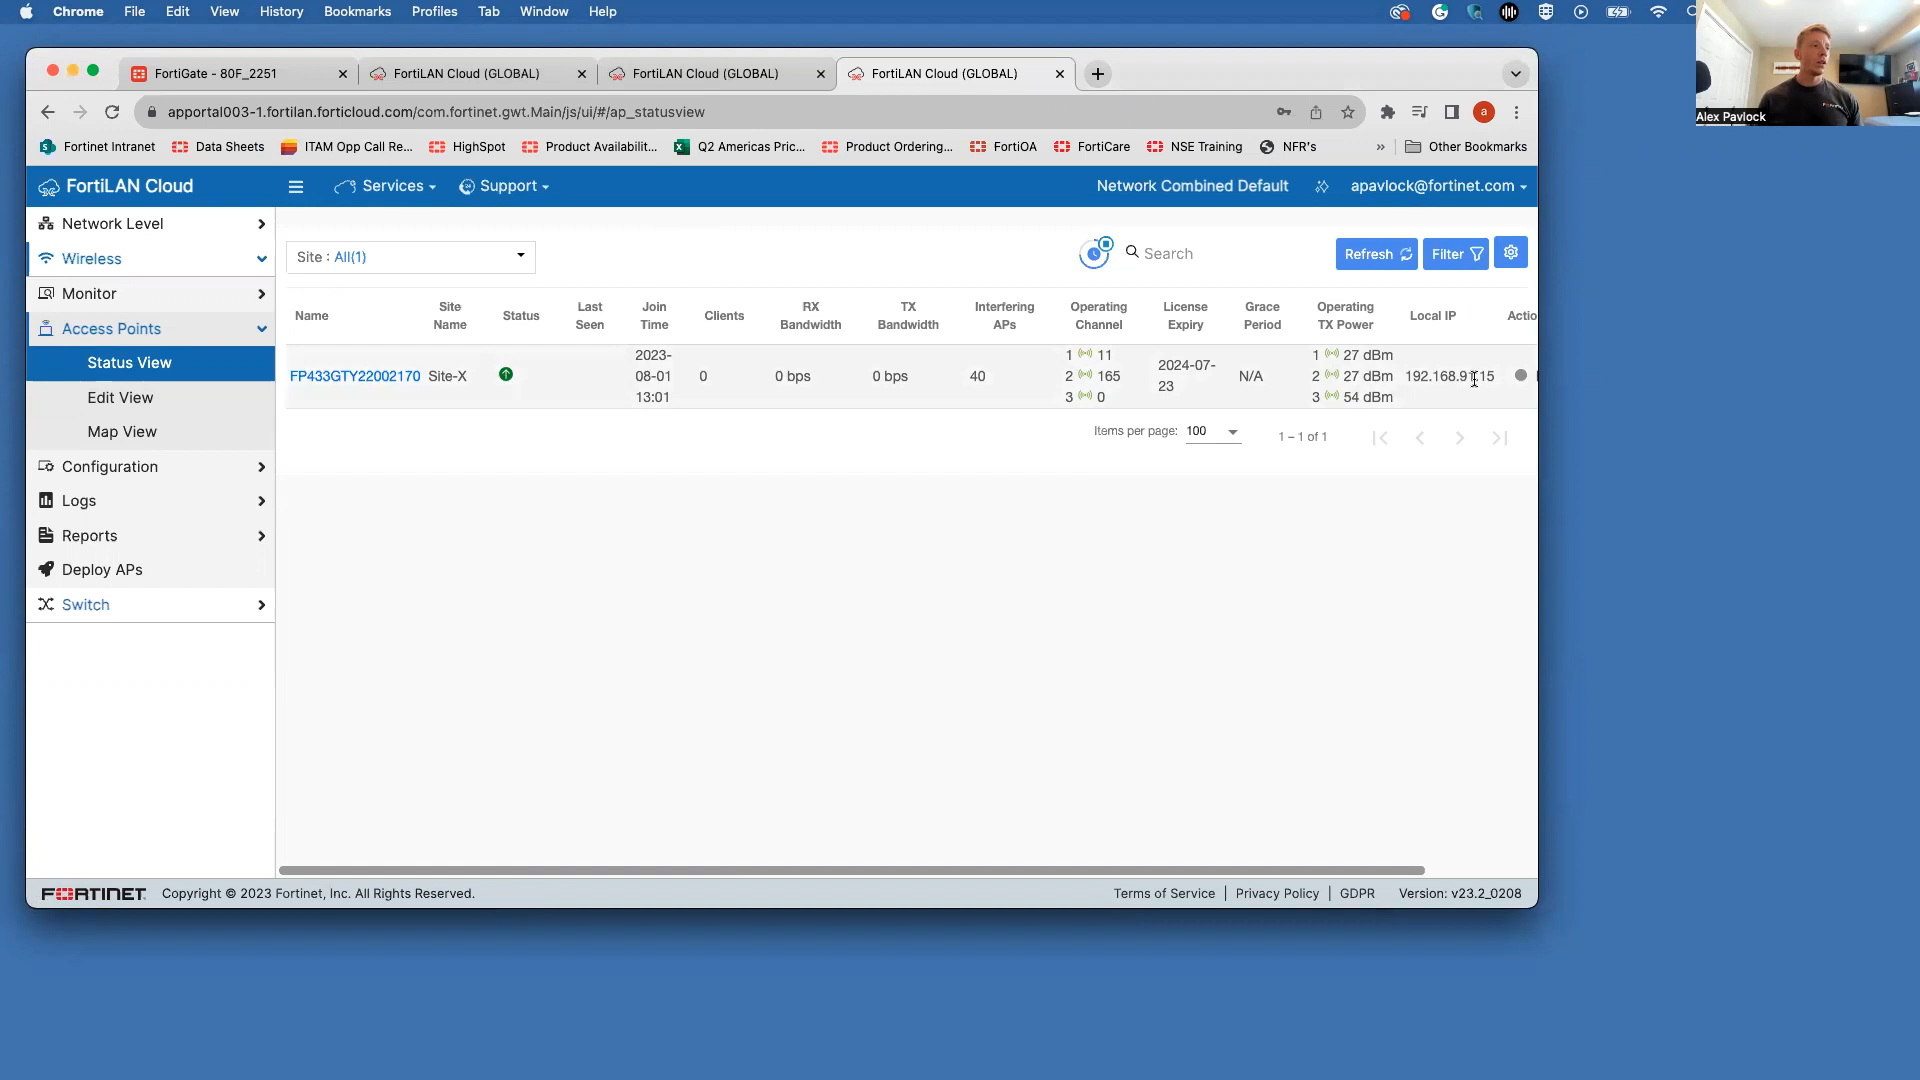 Chrome File Edit View History Bookmarks Profiles Tab Window Help
Alex Pavlock
FortiGate - 80F_2251
FortiLAN Cloud (GLOBAL)
FortiLAN Cloud (GLOBAL)
FortiLAN Cloud (GLOBAL)
apportal003-1.fortilan.forticloud.com/com.fortinet.gwt.Main/js/ui/#/ap_statusview
a
Fortinet Intranet Data Sheets ITAM Opp Call Re... HighSpot Product Availabilit... Q2 Americas Pric... Product Ordering... FortiOA FortiCare NSE Training NFR's » Other Bookmarks
FortiLAN Cloud Services Support Network Combined Default apavlock@fortinet.com
Network Level
Wireless
Monitor
Access Points
Status View
Edit View
Map View
Configuration
Logs
Reports
Deploy APs
Switch
Site : All(1)
Search
Refresh
Filter
Name
Site Name
Status
Last Seen
Join Time
Clients
RX Bandwidth
TX Bandwidth
Interfering APs
Operating Channel
License Expiry
Grace Period
Operating TX Power
Local IP
Actio
FP433GTY22002170
Site-X
2023-
08-01
13:01
0
0 bps
0 bps
40
1 11
2 165
3 0
2024-07-
23
N/A
1 27 dBm
2 27 dBm
3 54 dBm
Items per page: 100
1 – 1 of 1
FORTINET Copyright © 2023 Fortinet, Inc. All Rights Reserved.
Terms of Service | Privacy Policy | GDPR Version: v23.2_0208